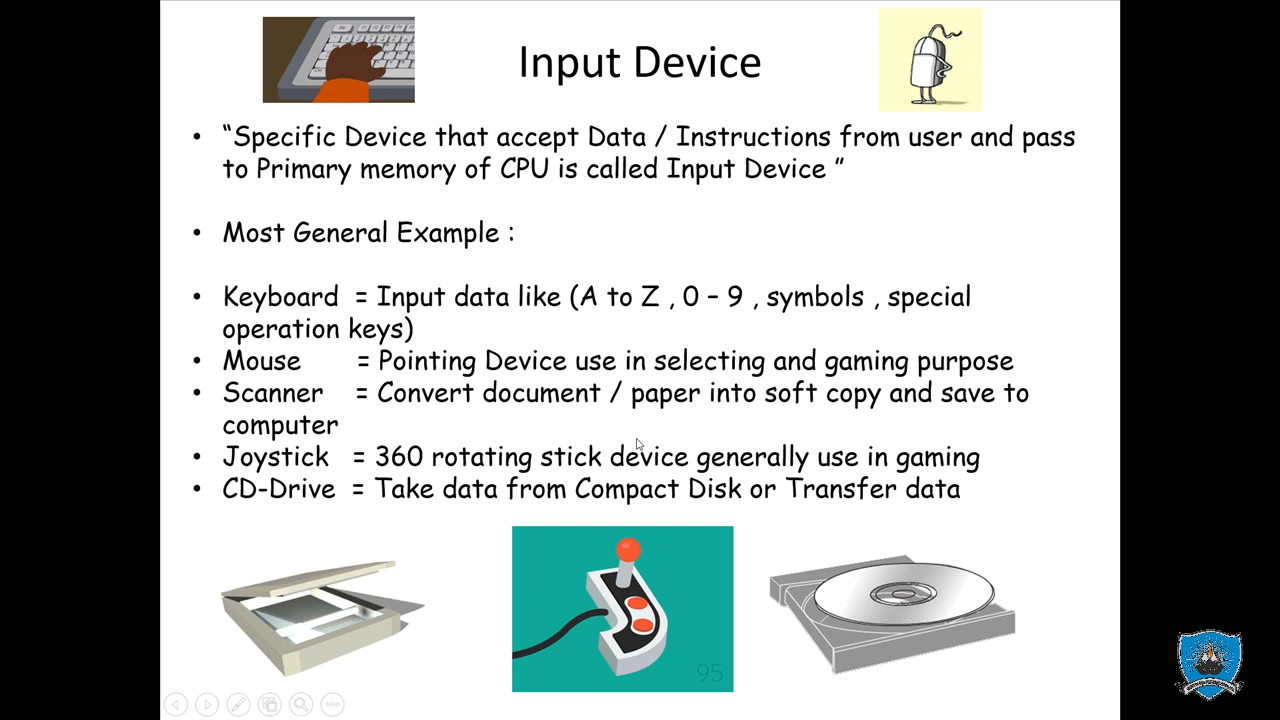 Input Device
• “Specific Device that accept Data / Instructions from user and pass
to Primary memory of CPU is called Input Device ”
• Most General Example :
• Keyboard = Input data like (A to Z , 0 – 9 , symbols , special
operation keys)
• Mouse = Pointing Device use in selecting and gaming purpose
• Scanner = Convert document / paper into soft copy and save to
computer
• Joystick = 360 rotating stick device generally use in gaming
• CD-Drive = Take data from Compact Disk or Transfer data
95